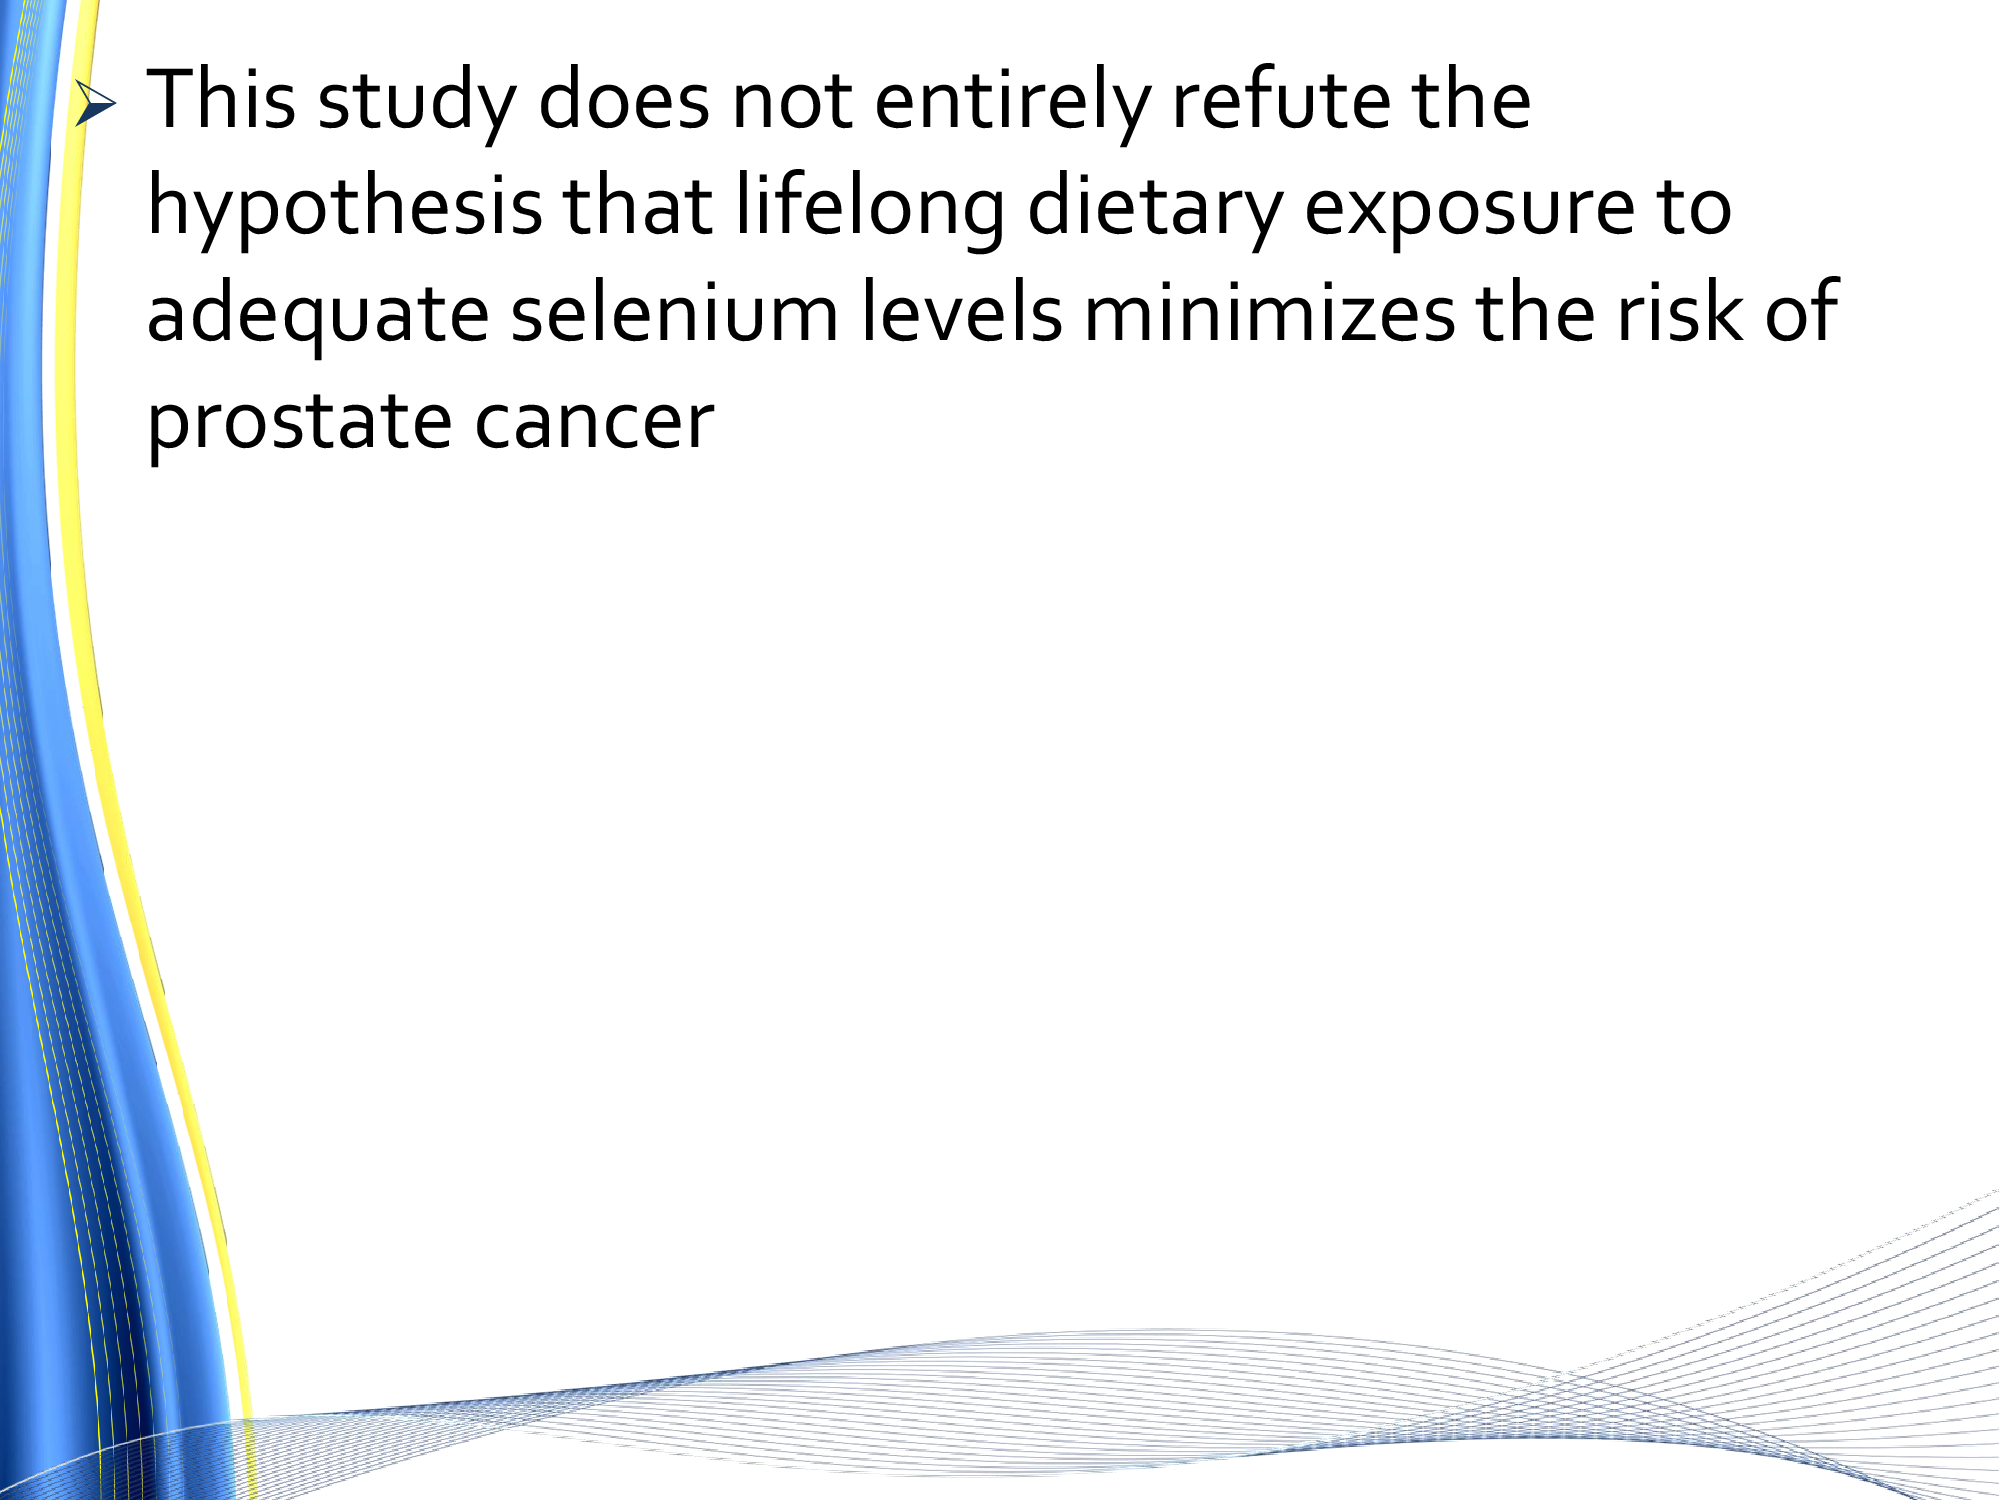 This study does not entirely refute the
hypothesis that lifelong dietary exposure to
adequate selenium levels minimizes the risk of
prostate cancer